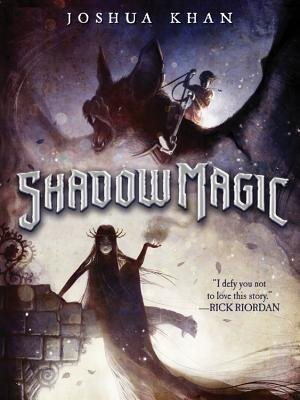 JOSHUA KHAN
SHADOW MAGIC
"I defy you not
to love this story."
—RICK RIORDAN